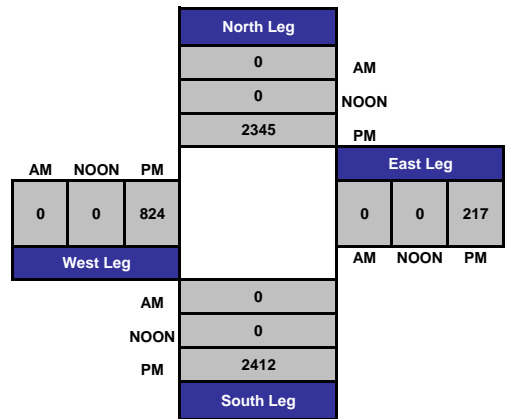 North Leg
0 AM
0 NOON
2345 PM
East Leg
AM NOON PM
0 0 824
0 0 217
West Leg
AM NOON PM
AM 0
NOON 0
PM 2412
South Leg